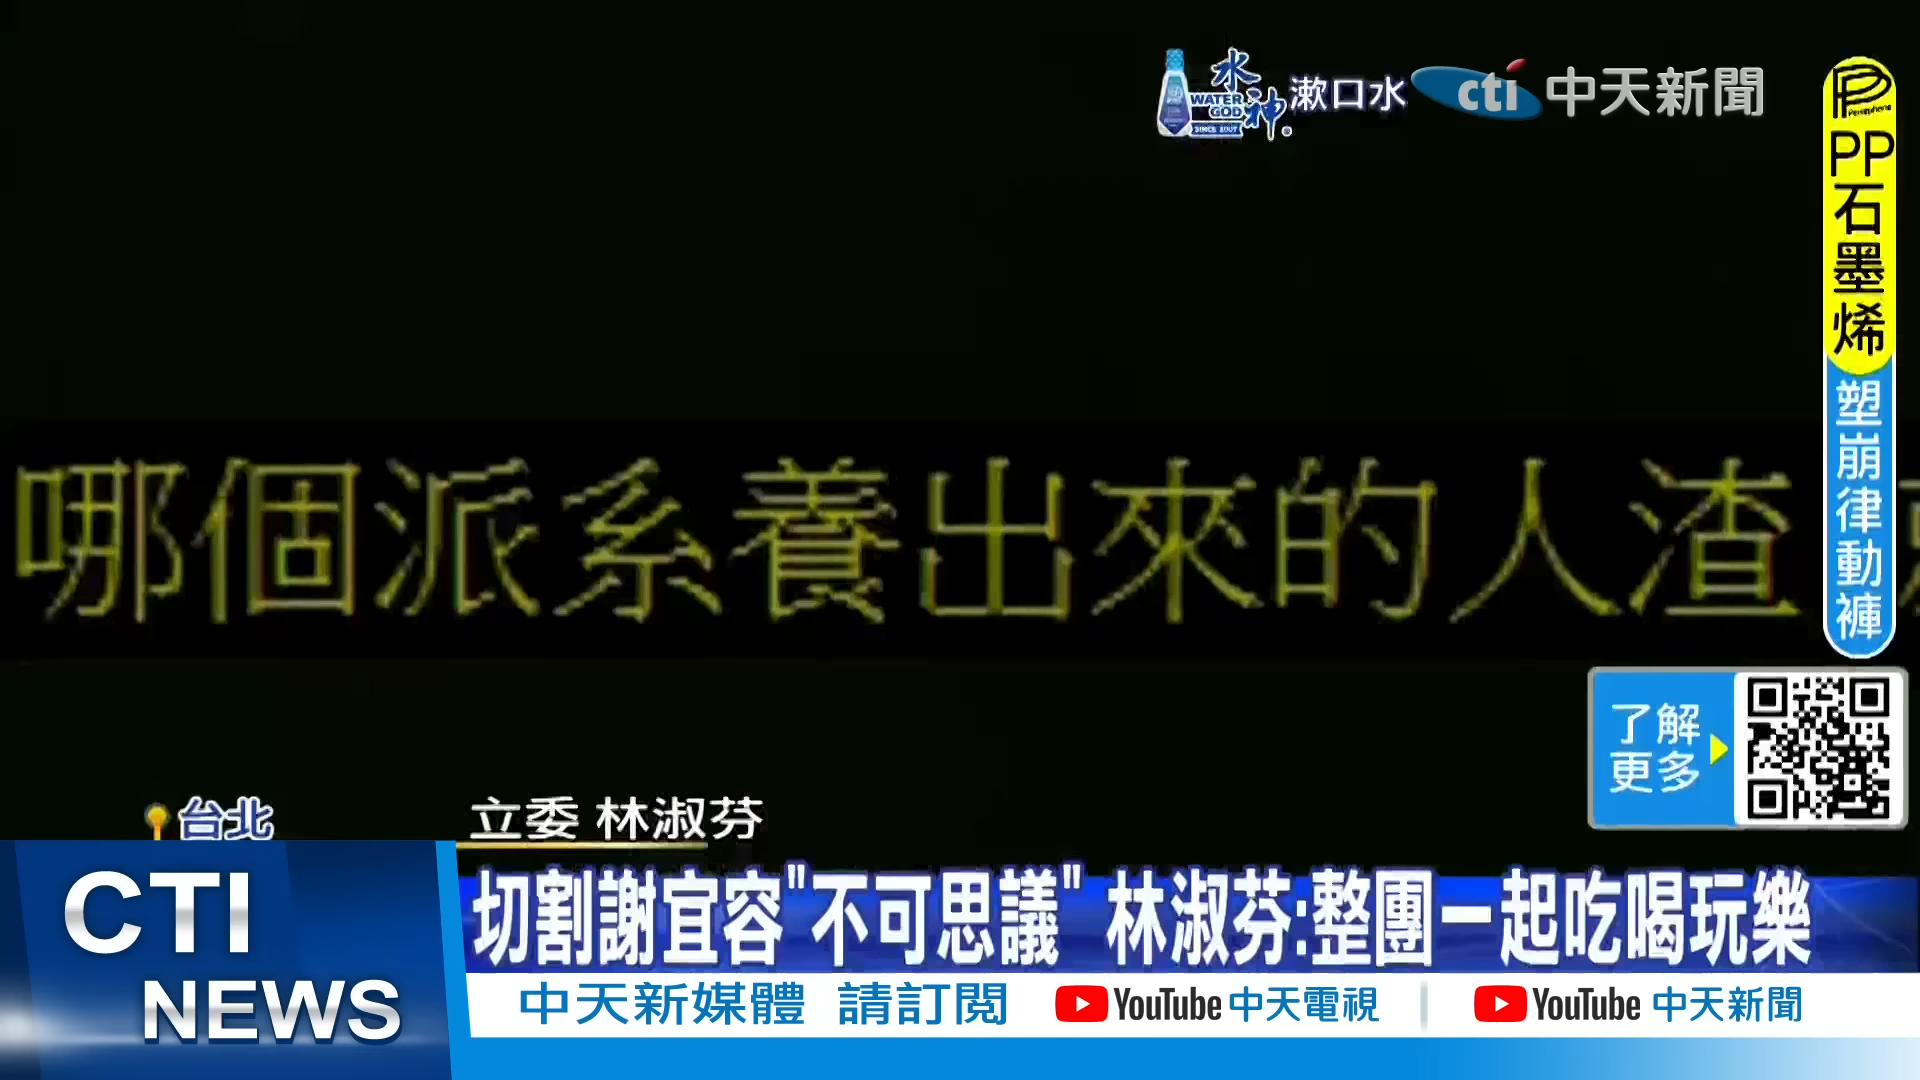 水神
WATER GOD
SINCE 2007
漱口水
cti 中天新聞
PP石墨烯
塑崩律動褲
哪個派系養出來的人渣
了解
更多
台北
立委 林淑芬
切割謝宜容"不可思議" 林淑芬:整團一起吃喝玩樂
CTI
NEWS
中天新媒體 請訂閱 YouTube 中天電視 YouTube 中天新聞